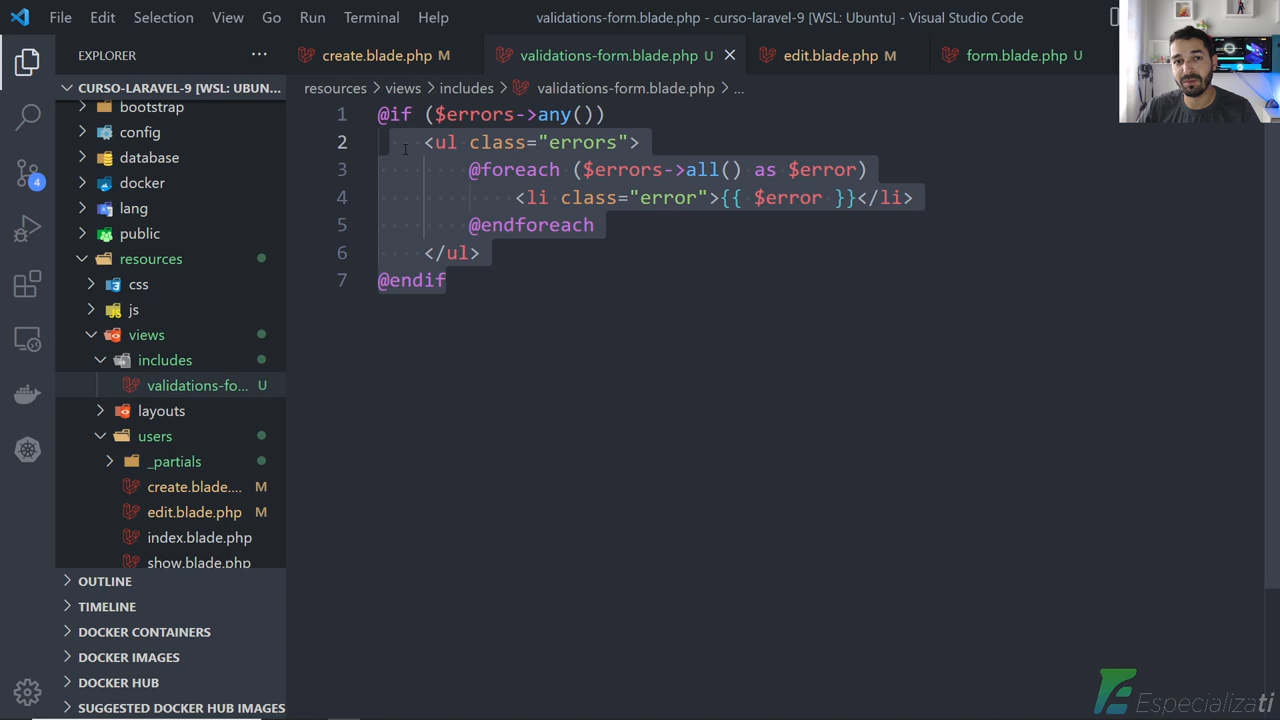 File Edit Selection View Go Run Terminal Help validations-form.blade.php - curso-laravel-9 [WSL: Ubuntu] - Visual Studio Code
EXPLORER ... create.blade.php M validations-form.blade.php U edit.blade.php M form.blade.php U
CURSO-LARAVEL-9 [WSL: UBUN...
resources > views > includes > validations-form.blade.php > ...
bootstrap
config
database
docker
lang
public
resources
css
js
views
includes
validations-fo... U
layouts
users
_partials
create.blade.... M
edit.blade.php M
index.blade.php
show.blade.php
OUTLINE
TIMELINE
DOCKER CONTAINERS
DOCKER IMAGES
DOCKER HUB
SUGGESTED DOCKER HUB IMAGES
4
1 @if ($errors->any())
2 <ul class="errors">
3 @foreach ($errors->all() as $error)
4 <li class="error">{{ $error }}</li>
5 @endforeach
6 </ul>
7 @endif
Especializati